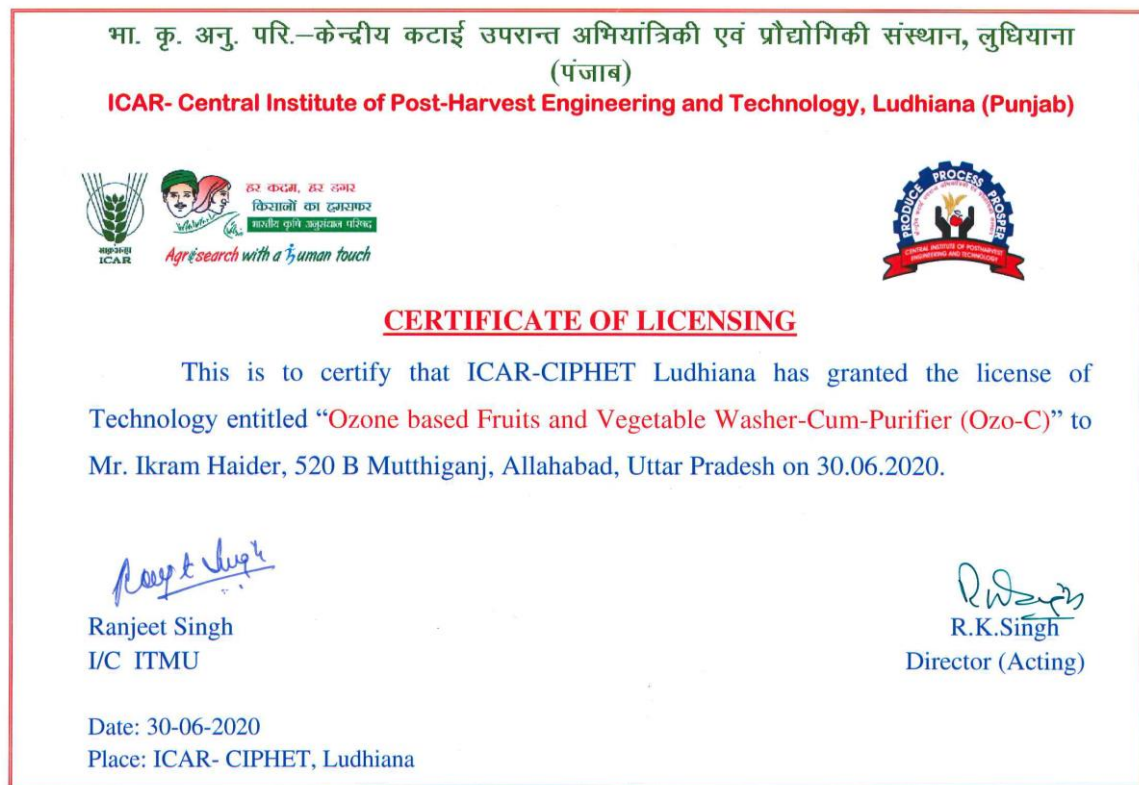 भा. कृ. अनु. परि.–केन्द्रीय कटाई उपरान्त अभियांत्रिकी एवं प्रौद्योगिकी संस्थान, लुधियाना
(पंजाब)
ICAR- Central Institute of Post-Harvest Engineering and Technology, Ludhiana (Punjab)
भाकृअनुप
ICAR
हर कदम, हर डगर
किसानों का हमसफर
भारतीय कृषि अनुसंधान परिषद
Agrisearch with a human touch
PRODUCE PROCESS PROSPER
CENTRAL INSTITUTE OF POSTHARVEST
ENGINEERING AND TECHNOLOGY
CERTIFICATE OF LICENSING
This is to certify that ICAR-CIPHET Ludhiana has granted the license of
Technology entitled “Ozone based Fruits and Vegetable Washer-Cum-Purifier (Ozo-C)” to
Mr. Ikram Haider, 520 B Mutthiganj, Allahabad, Uttar Pradesh on 30.06.2020.
Ranjeet Singh
I/C ITMU
R.K.Singh
Director (Acting)
Date: 30-06-2020
Place: ICAR- CIPHET, Ludhiana